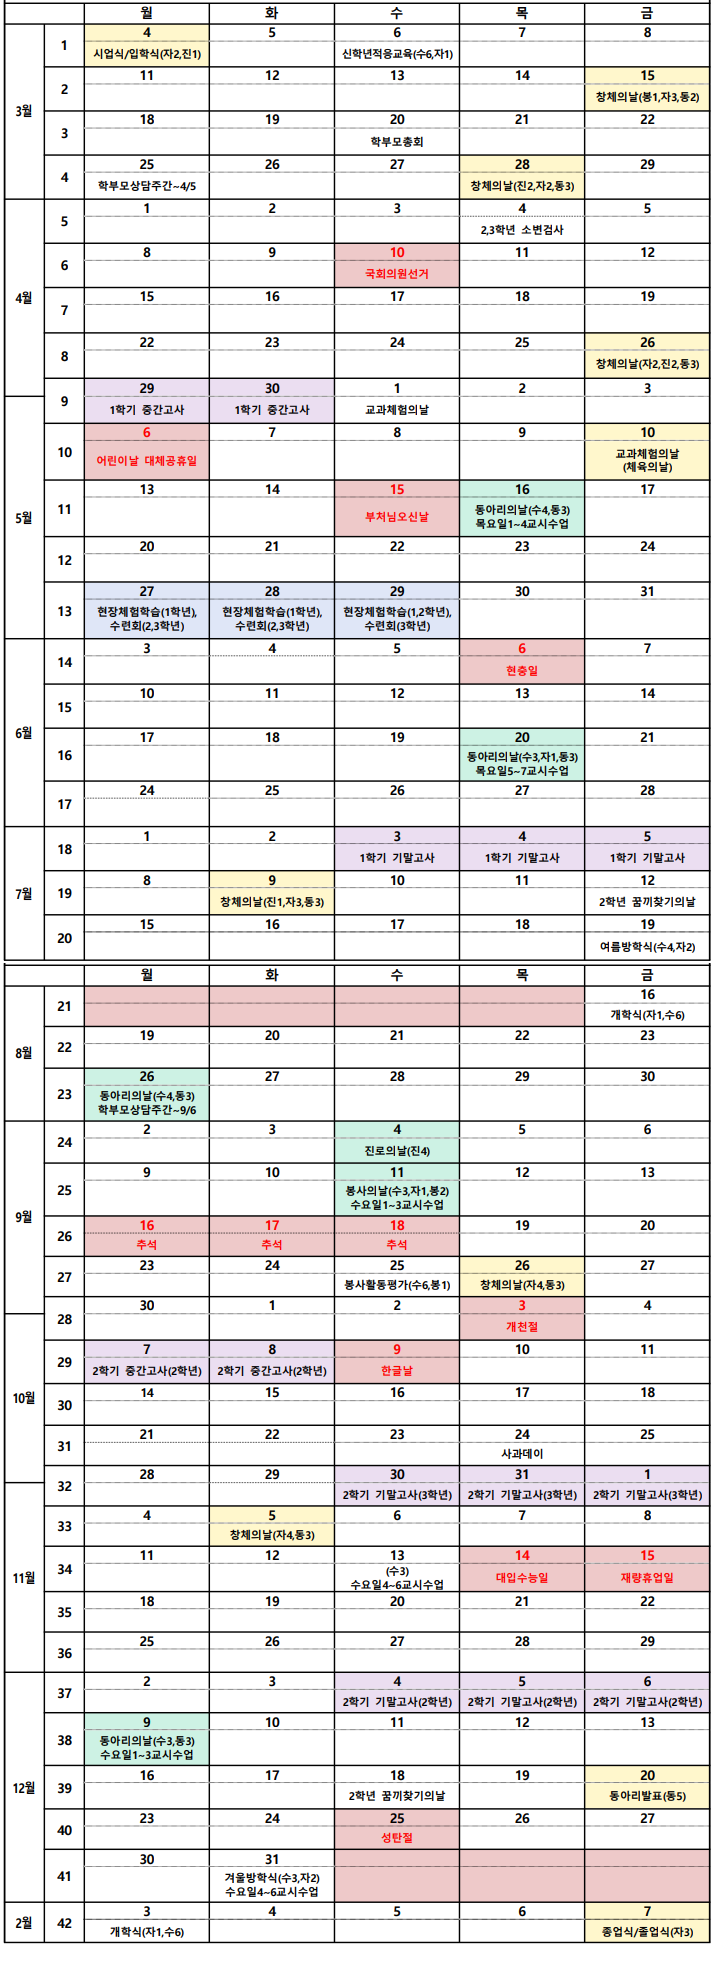 월 화 수 목 금
3월
1 4 5 6 7 8
시업식/입학식(자2,진1) 신학년적응교육(수6,자1)
2 11 12 13 14 15
창체의날(봉1,자3,동2)
3 18 19 20 21 22
학부모총회
4 25 26 27 28 29
학부모상담주간~4/5 창체의날(진2,자2,동3)
4월
5 1 2 3 4 5
2,3학년 소변검사
6 8 9 10 11 12
국회의원선거
7 15 16 17 18 19
8 22 23 24 25 26
창체의날(자2,진2,동3)
9 29 30 1 2 3
1학기 중간고사 1학기 중간고사 교과체험의날
5월
10 6 7 8 9 10
어린이날 대체공휴일 교과체험의날
(체육의날)
11 13 14 15 16 17
부처님오신날 동아리의날(수4,동3)
목요일1~4교시수업
12 20 21 22 23 24
13 27 28 29 30 31
현장체험학습(1학년), 현장체험학습(1학년), 현장체험학습(1,2학년),
수련회(2,3학년) 수련회(2,3학년) 수련회(3학년)
6월
14 3 4 5 6 7
현충일
15 10 11 12 13 14
16 17 18 19 20 21
동아리의날(수3,자1,동3)
목요일5~7교시수업
17 24 25 26 27 28
7월
18 1 2 3 4 5
1학기 기말고사 1학기 기말고사 1학기 기말고사
19 8 9 10 11 12
창체의날(진1,자3,동3) 2학년 꿈끼찾기의날
20 15 16 17 18 19
여름방학식(수4,자2)
월 화 수 목 금
8월
21 16
개학식(자1,수6)
22 19 20 21 22 23
23 26 27 28 29 30
동아리의날(수4,동3)
학부모상담주간~9/6
9월
24 2 3 4 5 6
진로의날(진4)
25 9 10 11 12 13
봉사의날(수3,자1,봉2)
수요일1~3교시수업
26 16 17 18 19 20
추석 추석 추석
27 23 24 25 26 27
봉사활동평가(수6,봉1) 창체의날(자4,동3)
28 30 1 2 3 4
개천절
10월
29 7 8 9 10 11
2학기 중간고사(2학년) 2학기 중간고사(2학년) 한글날
30 14 15 16 17 18
31 21 22 23 24 25
사과데이
32 28 29 30 31 1
2학기 기말고사(3학년) 2학기 기말고사(3학년) 2학기 기말고사(3학년)
11월
33 4 5 6 7 8
창체의날(자4,동3)
34 11 12 13 14 15
(수3)
수요일4~6교시수업 대입수능일 재량휴업일
35 18 19 20 21 22
36 25 26 27 28 29
12월
37 2 3 4 5 6
2학기 기말고사(2학년) 2학기 기말고사(2학년) 2학기 기말고사(2학년)
38 9 10 11 12 13
동아리의날(수3,동3)
수요일1~3교시수업
39 16 17 18 19 20
2학년 꿈끼찾기의날 동아리발표(동5)
40 23 24 25 26 27
성탄절
41 30 31
겨울방학식(수3,자2)
수요일4~6교시수업
2월
42 3 4 5 6 7
개학식(자1,수6) 종업식/졸업식(자3)